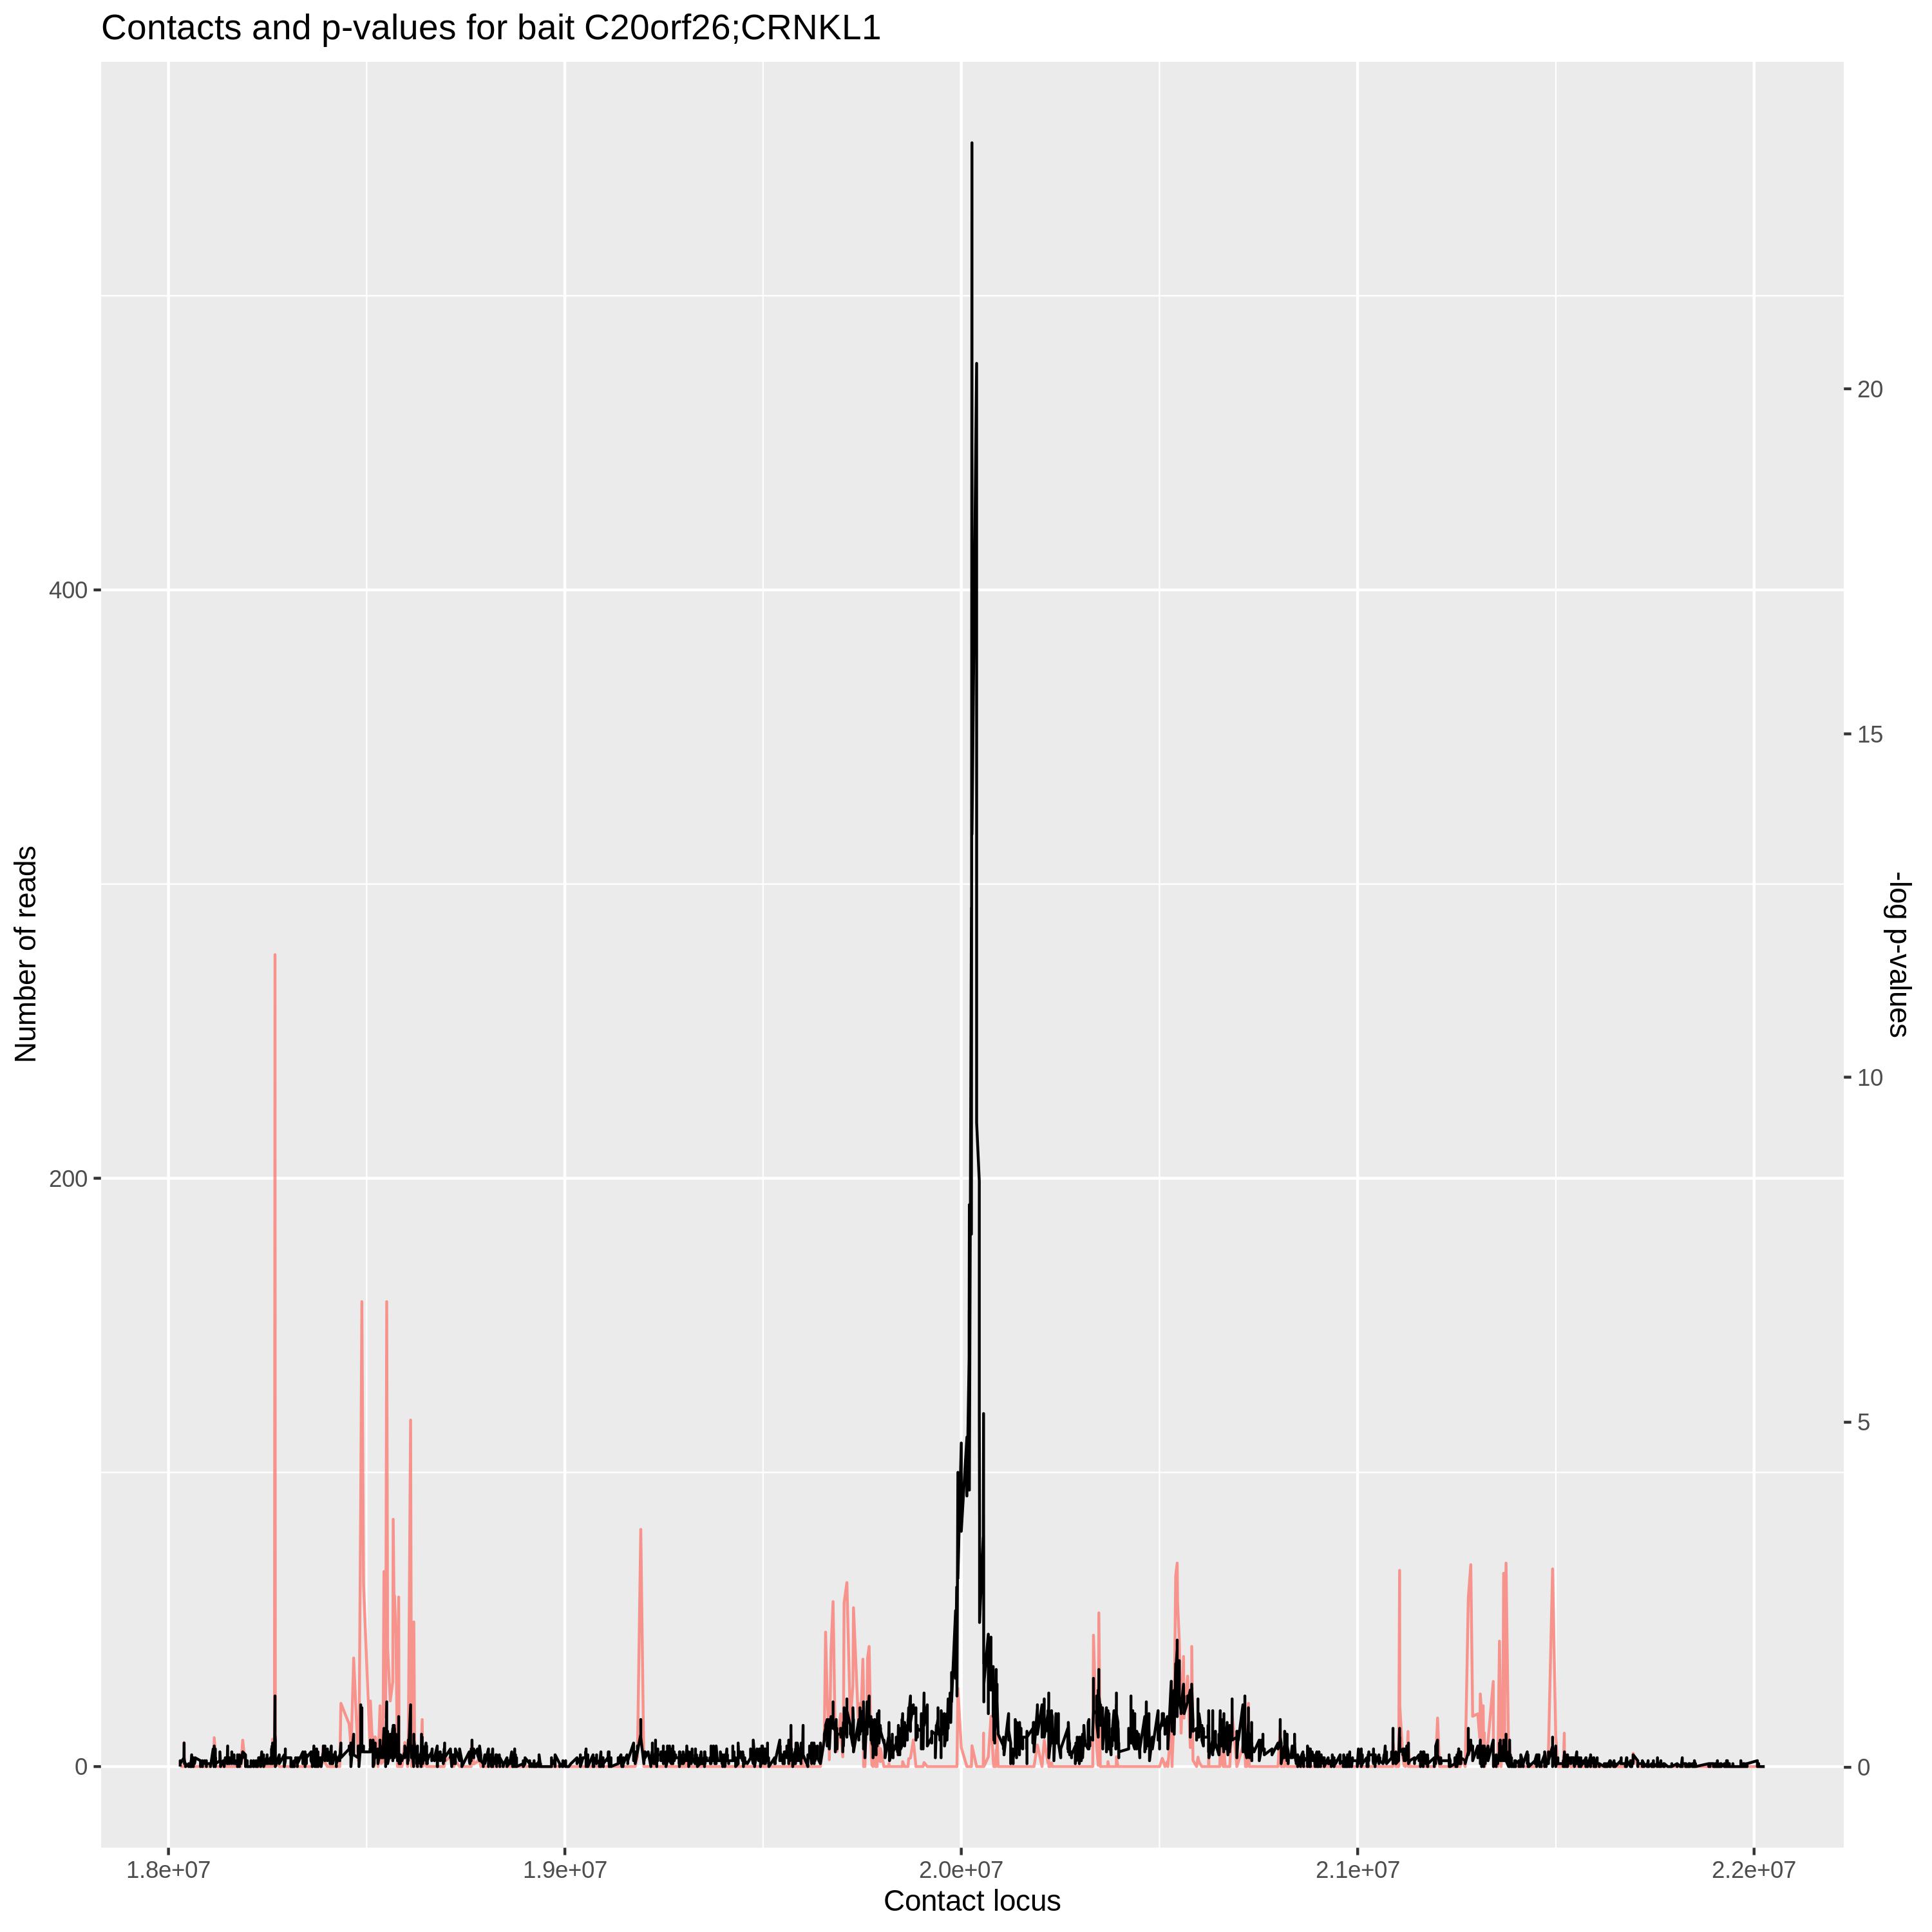 Contacts and p-values for bait C20orf26;CRNKL1
400
200
0
Number of reads
20
15
10
5
0
-log p-values
1.8e+07
1.9e+07
2.0e+07
2.1e+07
2.2e+07
Contact locus